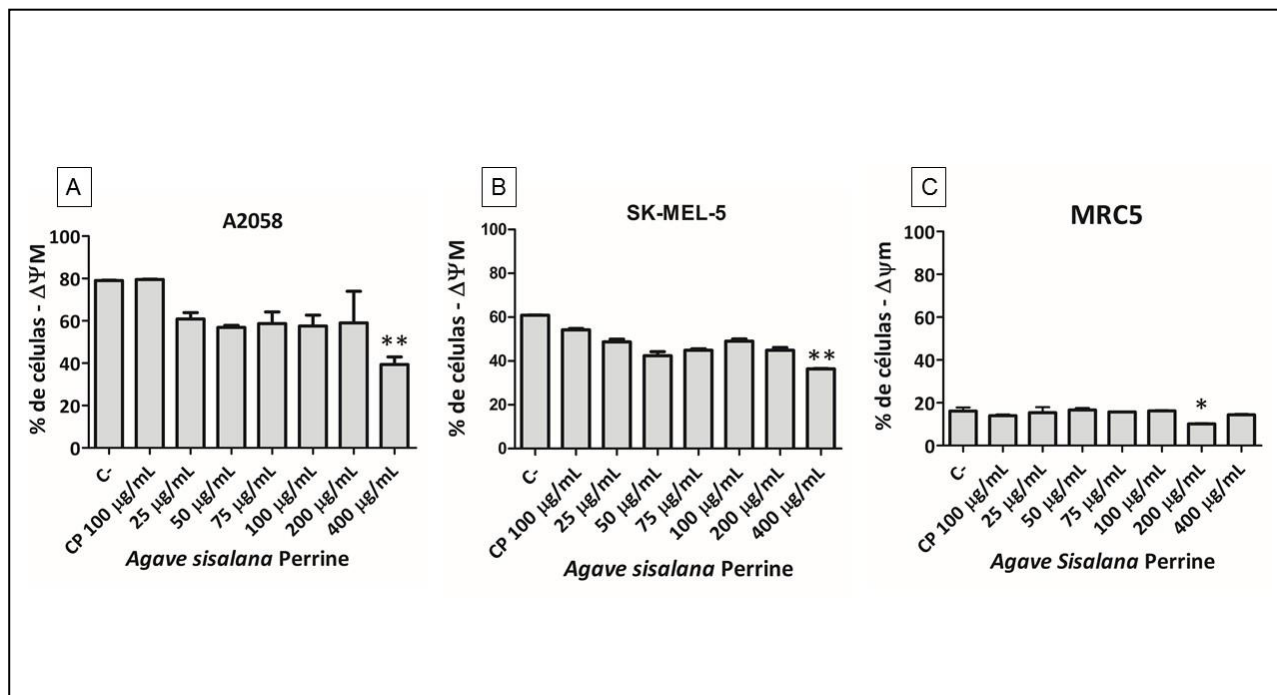 A
A2058
% de células - ΔΨM
100
80
60
40
20
0
C-
CP 100 μg/mL
25 μg/mL
50 μg/mL
75 μg/mL
100 μg/mL
200 μg/mL
400 μg/mL
**
Agave sisalana Perrine
B
SK-MEL-5
% de células - ΔΨM
100
80
60
40
20
0
C-
CP 100 μg/mL
25 μg/mL
50 μg/mL
75 μg/mL
100 μg/mL
200 μg/mL
400 μg/mL
**
Agave sisalana Perrine
C
MRC5
% de células - Δψm
100
80
60
40
20
0
C-
CP 100 μg/mL
25 μg/mL
50 μg/mL
75 μg/mL
100 μg/mL
200 μg/mL
400 μg/mL
*
Agave Sisalana Perrine